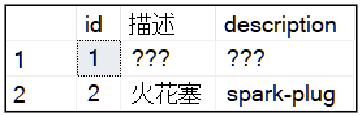 id 描述 description
1 1 ??? ???
2 2 火花塞 spark-plug